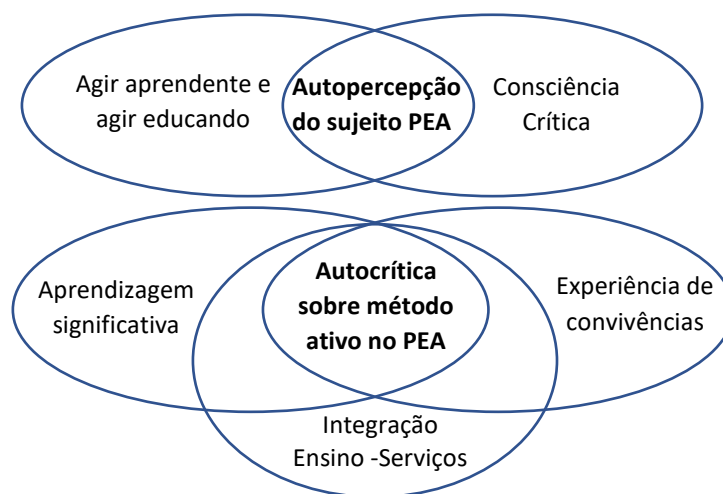 Agir aprendente e
agir educando
Autopercepção
do sujeito PEA
Consciência
Crítica
Aprendizagem
significativa
Autocrítica
sobre método
ativo no PEA
Experiência de
convivências
Integração
Ensino -Serviços